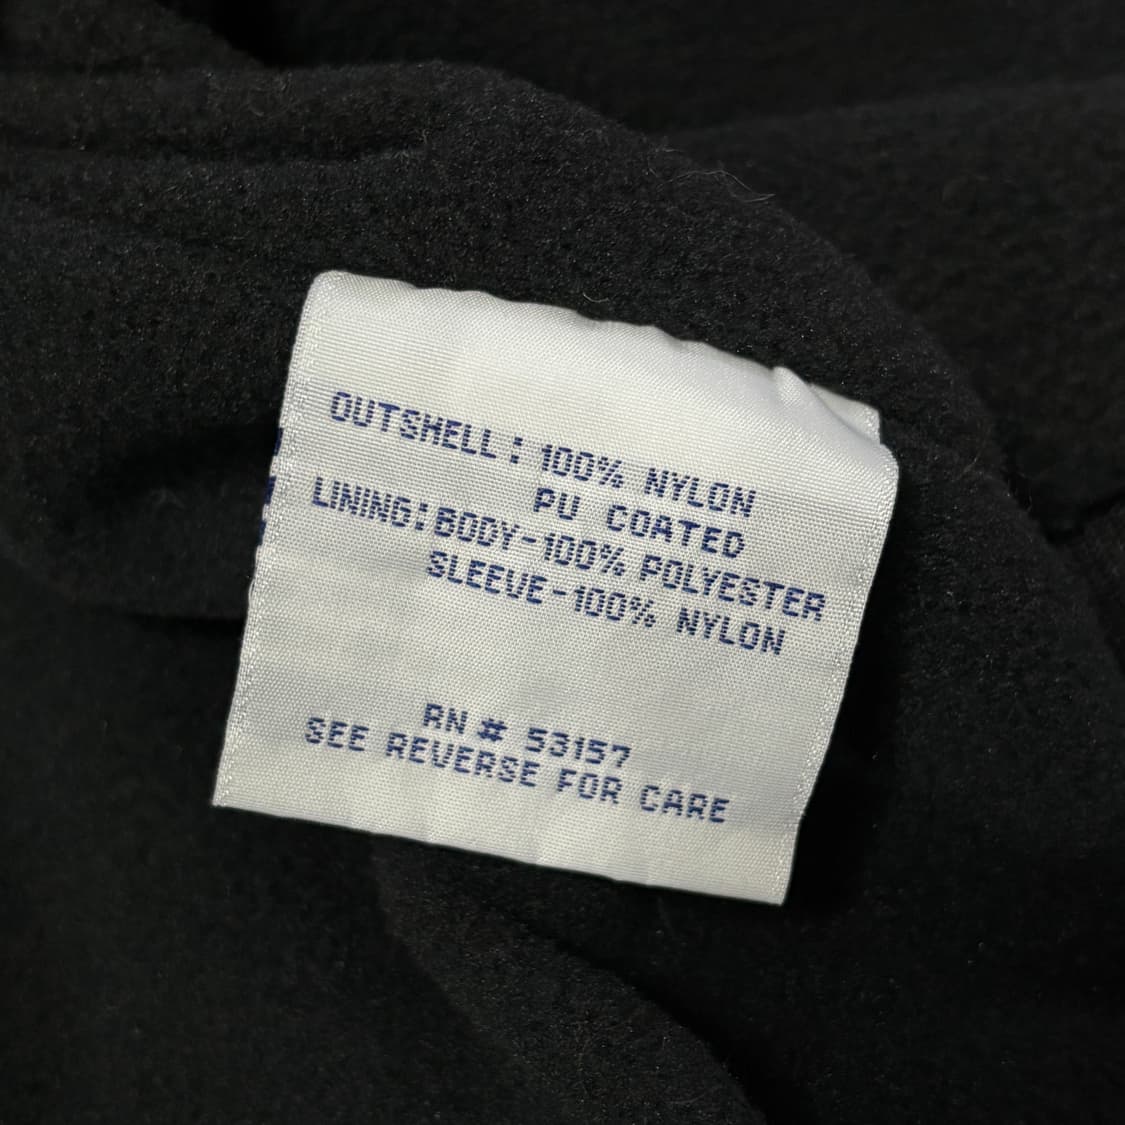 OUTSHELL: 100% NYLON
PU COATED
LINING: BODY-100% POLYESTER
SLEEVE-100% NYLON
RN # 53157
SEE REVERSE FOR CARE